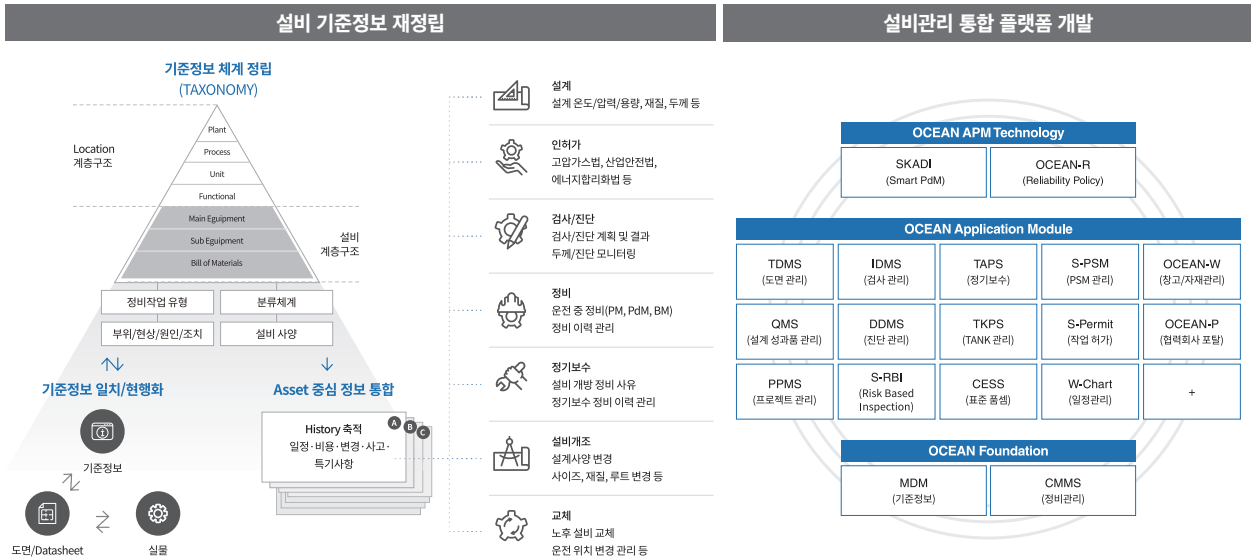 설비 기준정보 재정립
기준정보 체계 정립
(TAXONOMY)
Location
계층구조
Plant
Process
Unit
Functional
Main Eguipment
Sub Eguipment
Bill of Materials
설비
계층구조
정비작업 유형
분류체계
부위/현상/원인/조치
설비 사양
기준정보 일치/현행화
기준정보
도면/Datasheet
실물
Asset 중심 정보 통합
A
B
C
History 축적
일정·비용·변경·사고·
특기사항
설계
설계 온도/압력/용량, 재질, 두께 등
인허가
고압가스법, 산업안전법,
에너지합리화법 등
검사/진단
검사/진단 계획 및 결과
두께/진단 모니터링
정비
운전 중 정비(PM, PdM, BM)
정비 이력 관리
정기보수
설비 개방 정비 사유
정기보수 정비 이력 관리
설비개조
설계사양 변경
사이즈, 재질, 루트 변경 등
교체
노후 설비 교체
운전 위치 변경 관리 등
설비관리 통합 플랫폼 개발
OCEAN APM Technology
SKADI
(Smart PdM)
OCEAN-R
(Reliability Policy)
OCEAN Application Module
TDMS
(도면 관리)
IDMS
(검사 관리)
TAPS
(정기보수)
S-PSM
(PSM 관리)
OCEAN-W
(창고/자재관리)
QMS
(설계 성과품 관리)
DDMS
(진단 관리)
TKPS
(TANK 관리)
S-Permit
(작업 허가)
OCEAN-P
(협력회사 포탈)
PPMS
(프로젝트 관리)
S-RBI
(Risk Based
Inspection)
CESS
(표준 품셈)
W-Chart
(일정관리)
+
OCEAN Foundation
MDM
(기준정보)
CMMS
(정비관리)